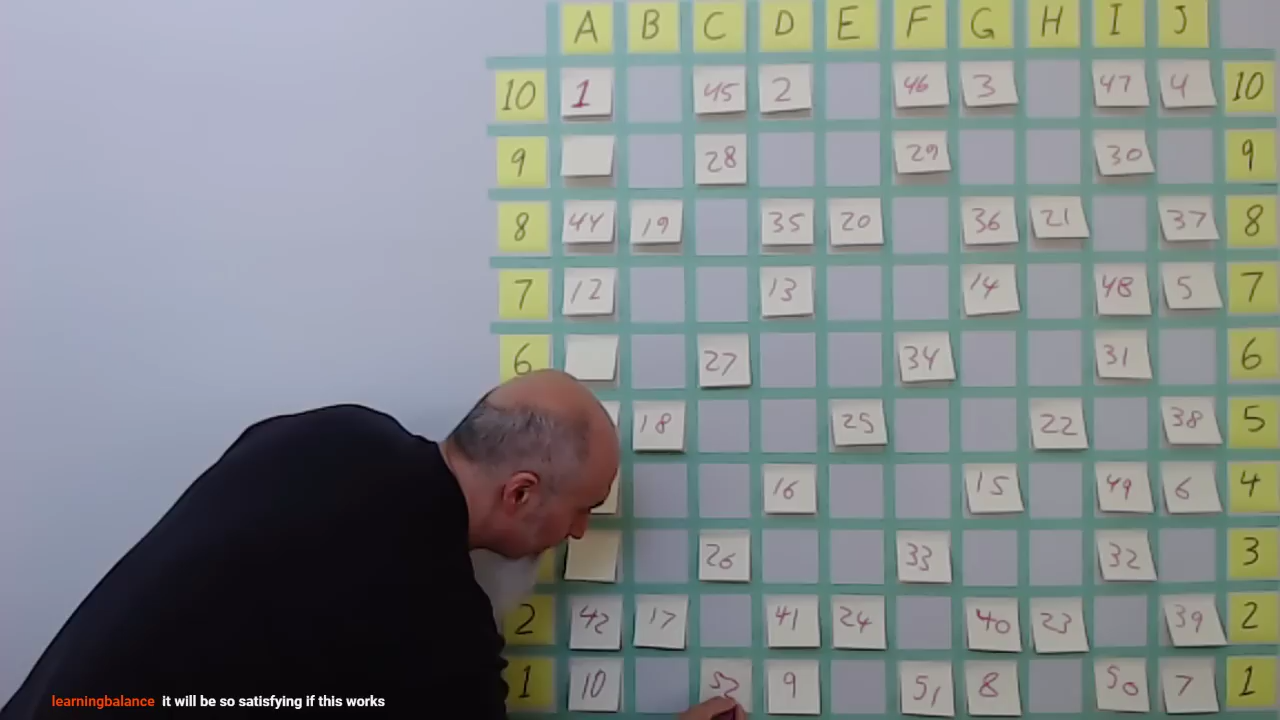 A B C D E F G H I J
10 1 45 2 46 3 47 4 10
9 28 29 30 9
8 44 19 35 20 36 21 37 8
7 12 13 14 48 5 7
6 27 34 31 6
18 25 22 38 5
16 15 49 6 4
26 33 32 3
2 42 17 41 24 40 23 39 2
1 10 52 9 51 8 50 7 1
learningbalance it will be so satisfying if this works